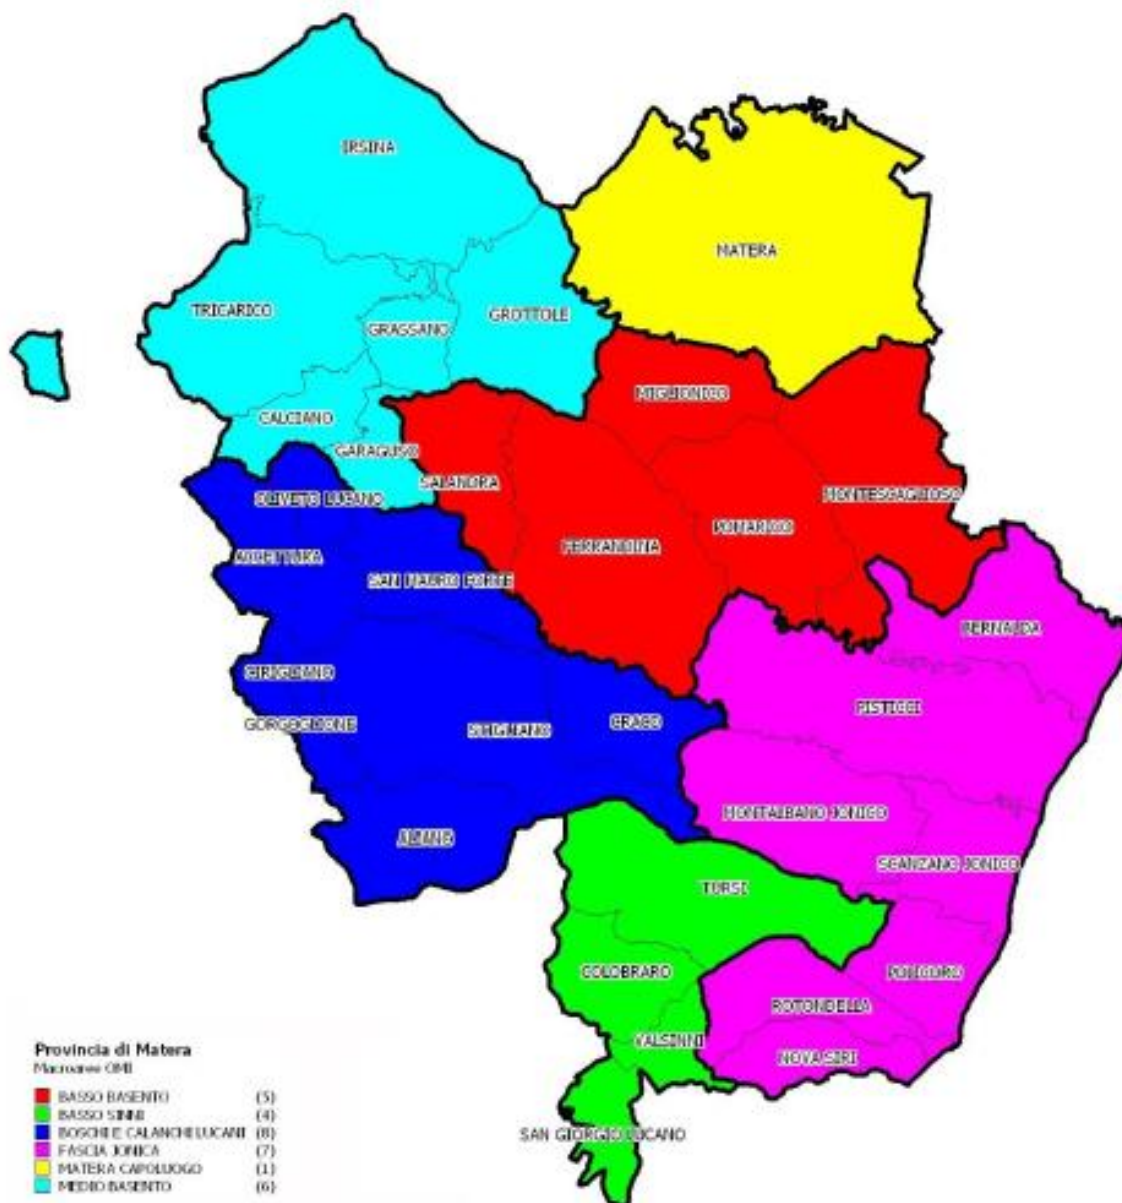 IRSINA
MATERA
TRICARICO
GRASSANO
GROTTOLE
MIGLIONICO
CALCIANO
GARAGUSO
SALANDRA
OLIVETO LUCANO
MONTESCAGLIOSO
POMARICO
FERRANDINA
ACCETTURA
SAN MAURO FORTE
BERNALDA
CIRIGLIANO
GORGOGLIONE
STIGLIANO
CRACO
PISTICCI
MONTALBANO JONICO
ALIANO
SCANZANO JONICO
TURSI
COLOBRARO
POLICORO
ROTONDELLA
VALSINNI
NOVA SIRI
SAN GIORGIO LUCANO
Provincia di Matera
Macroaree OMI
BASSO BASENTO (5)
BASSO SINNI (4)
BOSCHI E CALANCHI LUCANI (8)
FASCIA JONICA (7)
MATERA CAPOLUOGO (1)
MEDIO BASENTO (6)